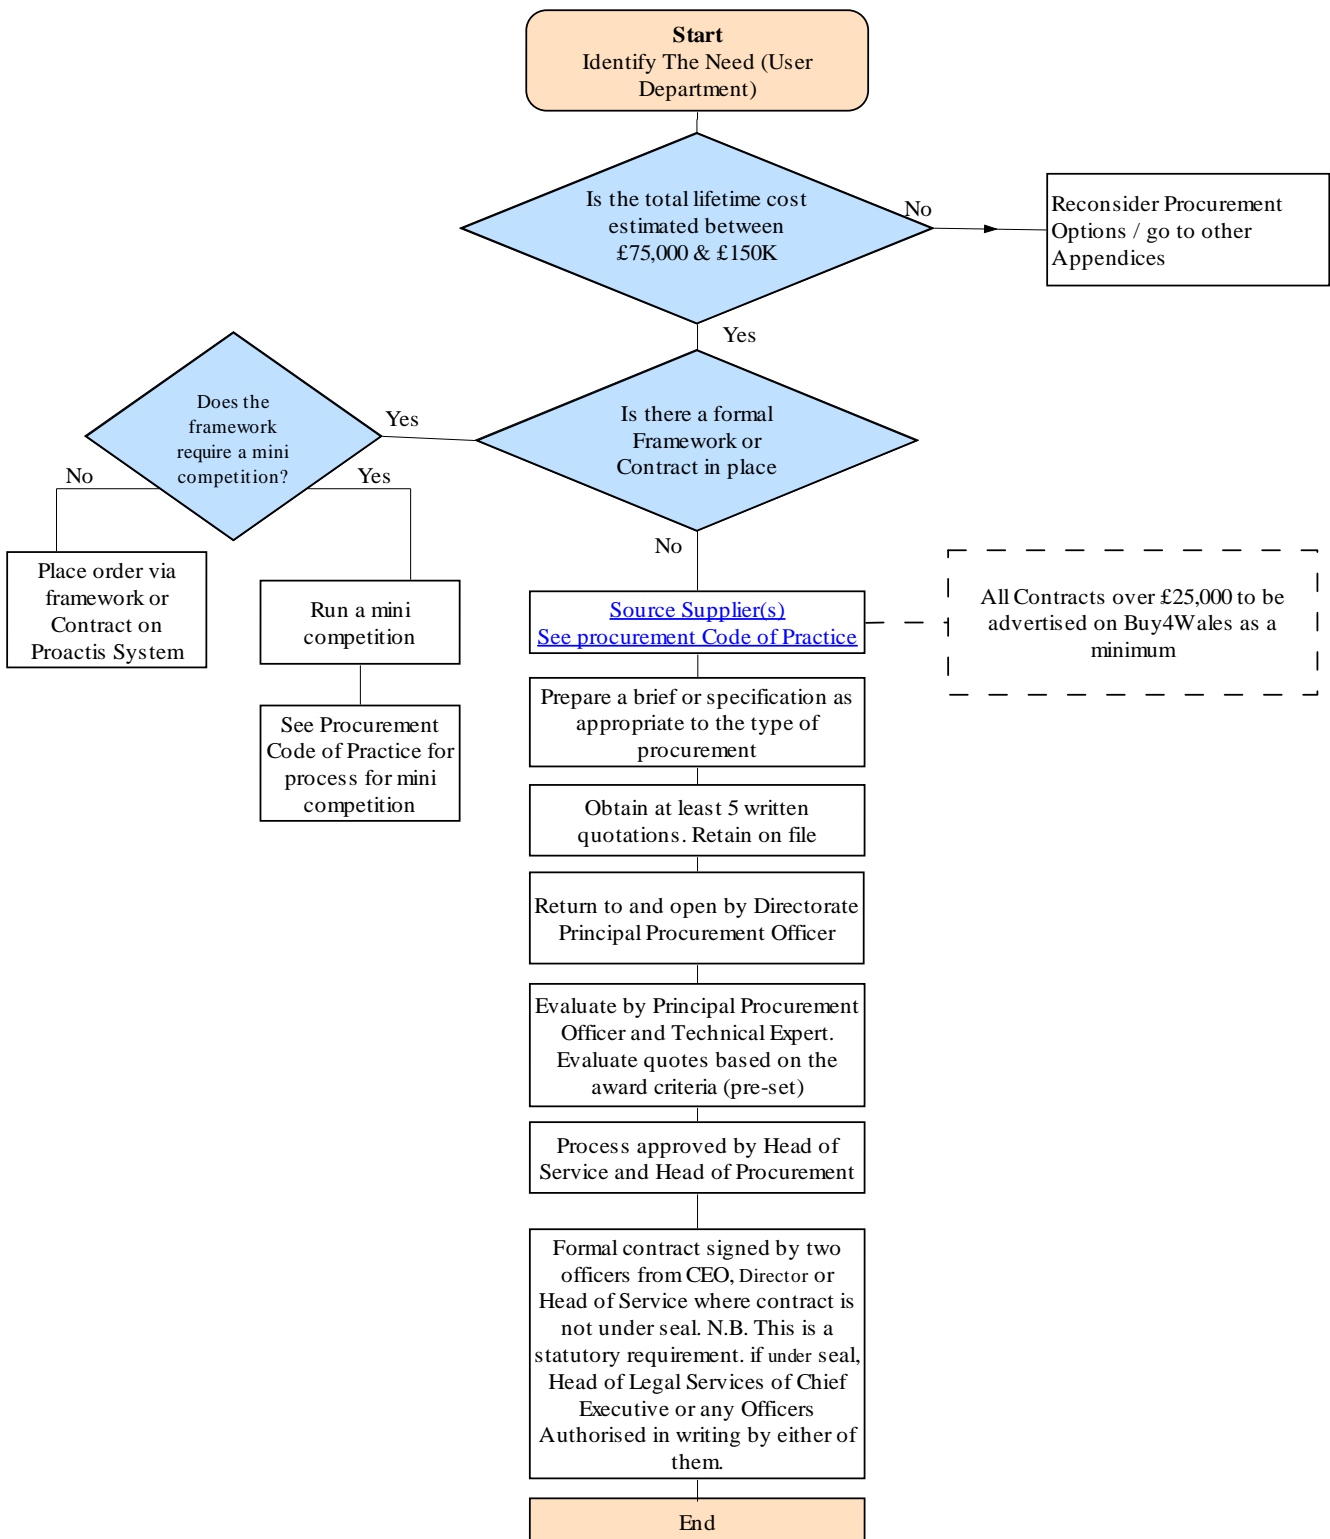 Start
Identify The Need (User
Department)
Is the total lifetime cost
estimated between
£75,000 & £150K
No
Reconsider Procurement
Options / go to other
Appendices
Yes
Does the
framework
require a mini
competition?
Yes
Is there a formal
Framework or
Contract in place
No
Yes
No
Place order via
framework or
Contract on
Proactis System
Run a mini
competition
See Procurement
Code of Practice for
process for mini
competition
Source Supplier(s)
See procurement Code of Practice
All Contracts over £25,000 to be
advertised on Buy4Wales as a
minimum
Prepare a brief or specification as
appropriate to the type of
procurement
Obtain at least 5 written
quotations. Retain on file
Return to and open by Directorate
Principal Procurement Officer
Evaluate by Principal Procurement
Officer and Technical Expert.
Evaluate quotes based on the
award criteria (pre-set)
Process approved by Head of
Service and Head of Procurement
Formal contract signed by two
officers from CEO, Director or
Head of Service where contract is
not under seal. N.B. This is a
statutory requirement. if under seal,
Head of Legal Services of Chief
Executive or any Officers
Authorised in writing by either of
them.
End